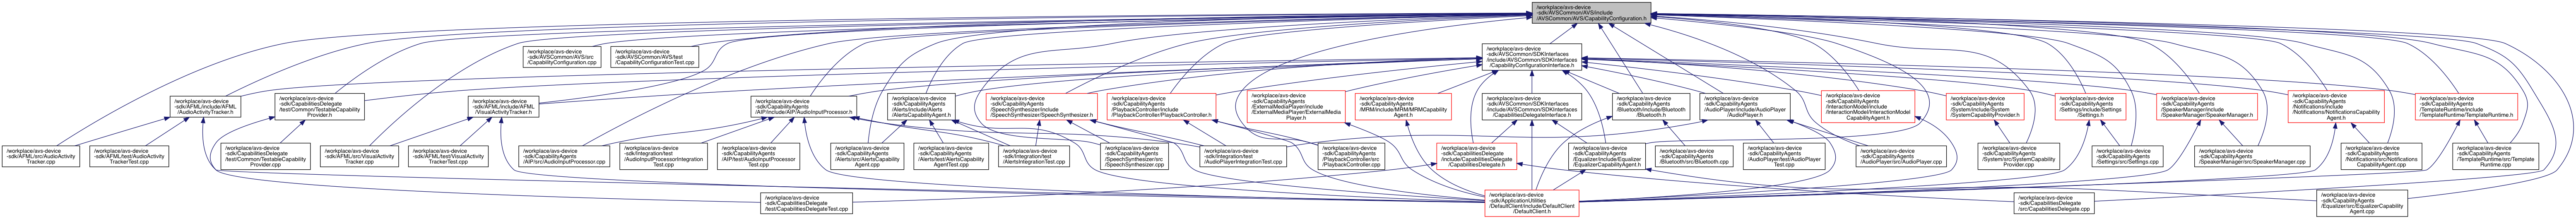 /workplace/avs-device
-sdk/AVSCommon/AVS/include
/AVSCommon/AVS/CapabilityConfiguration.h
/workplace/avs-device
-sdk/AVSCommon/AVS/src
/CapabilityConfiguration.cpp
/workplace/avs-device
-sdk/AVSCommon/AVS/test
/CapabilityConfigurationTest.cpp
/workplace/avs-device
-sdk/AVSCommon/SDKInterfaces
/include/AVSCommon/SDKInterfaces
/CapabilityConfigurationInterface.h
/workplace/avs-device
-sdk/AFML/include/AFML
/AudioActivityTracker.h
/workplace/avs-device
-sdk/CapabilitiesDelegate
/test/Common/TestableCapability
Provider.h
/workplace/avs-device
-sdk/AFML/include/AFML
/VisualActivityTracker.h
/workplace/avs-device
-sdk/CapabilityAgents
/AIP/include/AIP/AudioInputProcessor.h
/workplace/avs-device
-sdk/CapabilityAgents
/Alerts/include/Alerts
/AlertsCapabilityAgent.h
/workplace/avs-device
-sdk/CapabilityAgents
/SpeechSynthesizer/include
/SpeechSynthesizer/SpeechSynthesizer.h
/workplace/avs-device
-sdk/CapabilityAgents
/PlaybackController/include
/PlaybackController/PlaybackController.h
/workplace/avs-device
-sdk/CapabilityAgents
/ExternalMediaPlayer/include
/ExternalMediaPlayer/ExternalMedia
Player.h
/workplace/avs-device
-sdk/CapabilityAgents
/MRM/include/MRM/MRMCapability
Agent.h
/workplace/avs-device
-sdk/AVSCommon/SDKInterfaces
/include/AVSCommon/SDKInterfaces
/CapabilitiesDelegateInterface.h
/workplace/avs-device
-sdk/CapabilityAgents
/Bluetooth/include/Bluetooth
/Bluetooth.h
/workplace/avs-device
-sdk/CapabilityAgents
/AudioPlayer/include/AudioPlayer
/AudioPlayer.h
/workplace/avs-device
-sdk/CapabilityAgents
/InteractionModel/include
/InteractionModel/InteractionModel
CapabilityAgent.h
/workplace/avs-device
-sdk/CapabilityAgents
/System/include/System
/SystemCapabilityProvider.h
/workplace/avs-device
-sdk/CapabilityAgents
/Settings/include/Settings
/Settings.h
/workplace/avs-device
-sdk/CapabilityAgents
/SpeakerManager/include
/SpeakerManager/SpeakerManager.h
/workplace/avs-device
-sdk/CapabilityAgents
/Notifications/include
/Notifications/NotificationsCapability
Agent.h
/workplace/avs-device
-sdk/CapabilityAgents
/TemplateRuntime/include
/TemplateRuntime/TemplateRuntime.h
/workplace/avs-device
-sdk/AFML/src/AudioActivity
Tracker.cpp
/workplace/avs-device
-sdk/AFML/test/AudioActivity
TrackerTest.cpp
/workplace/avs-device
-sdk/CapabilitiesDelegate
/test/Common/TestableCapability
Provider.cpp
/workplace/avs-device
-sdk/AFML/src/VisualActivity
Tracker.cpp
/workplace/avs-device
-sdk/AFML/test/VisualActivity
TrackerTest.cpp
/workplace/avs-device
-sdk/CapabilityAgents
/AIP/src/AudioInputProcessor.cpp
/workplace/avs-device
-sdk/Integration/test
/AudioInputProcessorIntegration
Test.cpp
/workplace/avs-device
-sdk/CapabilityAgents
/AIP/test/AudioInputProcessor
Test.cpp
/workplace/avs-device
-sdk/CapabilityAgents
/Alerts/src/AlertsCapability
Agent.cpp
/workplace/avs-device
-sdk/CapabilityAgents
/Alerts/test/AlertsCapability
AgentTest.cpp
/workplace/avs-device
-sdk/Integration/test
/AlertsIntegrationTest.cpp
/workplace/avs-device
-sdk/CapabilityAgents
/SpeechSynthesizer/src
/SpeechSynthesizer.cpp
/workplace/avs-device
-sdk/Integration/test
/AudioPlayerIntegrationTest.cpp
/workplace/avs-device
-sdk/CapabilityAgents
/PlaybackController/src
/PlaybackController.cpp
/workplace/avs-device
-sdk/CapabilitiesDelegate
/include/CapabilitiesDelegate
/CapabilitiesDelegate.h
/workplace/avs-device
-sdk/CapabilityAgents
/Equalizer/include/Equalizer
/EqualizerCapabilityAgent.h
/workplace/avs-device
-sdk/CapabilityAgents
/Bluetooth/src/Bluetooth.cpp
/workplace/avs-device
-sdk/CapabilityAgents
/AudioPlayer/test/AudioPlayer
Test.cpp
/workplace/avs-device
-sdk/CapabilityAgents
/AudioPlayer/src/AudioPlayer.cpp
/workplace/avs-device
-sdk/CapabilityAgents
/System/src/SystemCapability
Provider.cpp
/workplace/avs-device
-sdk/CapabilityAgents
/Settings/src/Settings.cpp
/workplace/avs-device
-sdk/CapabilityAgents
/SpeakerManager/src/SpeakerManager.cpp
/workplace/avs-device
-sdk/CapabilityAgents
/Notifications/src/Notifications
CapabilityAgent.cpp
/workplace/avs-device
-sdk/CapabilityAgents
/TemplateRuntime/src/Template
Runtime.cpp
/workplace/avs-device
-sdk/CapabilitiesDelegate
/test/CapabilitiesDelegateTest.cpp
/workplace/avs-device
-sdk/ApplicationUtilities
/DefaultClient/include/DefaultClient
/DefaultClient.h
/workplace/avs-device
-sdk/CapabilitiesDelegate
/src/CapabilitiesDelegate.cpp
/workplace/avs-device
-sdk/CapabilityAgents
/Equalizer/src/EqualizerCapability
Agent.cpp